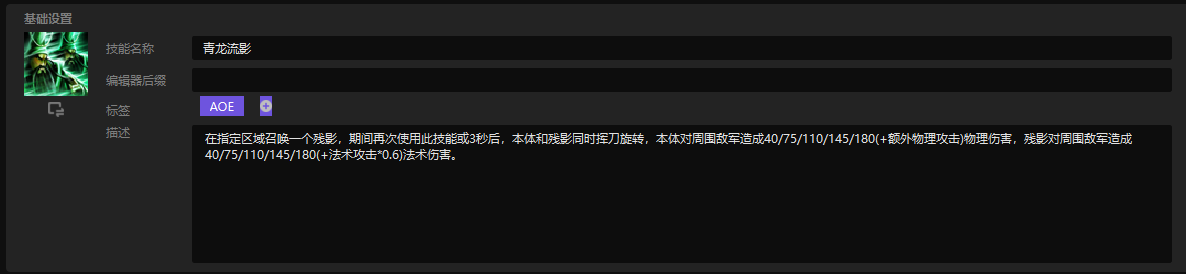 基础设置
技能名称
青龙流影
编辑器后缀
标签
AOE
描述
在指定区域召唤一个残影，期间再次使用此技能或3秒后，本体和残影同时挥刀旋转，本体对周围敌军造成40/75/110/145/180(+额外物理攻击)物理伤害，残影对周围敌军造成
40/75/110/145/180(+法术攻击*0.6)法术伤害。